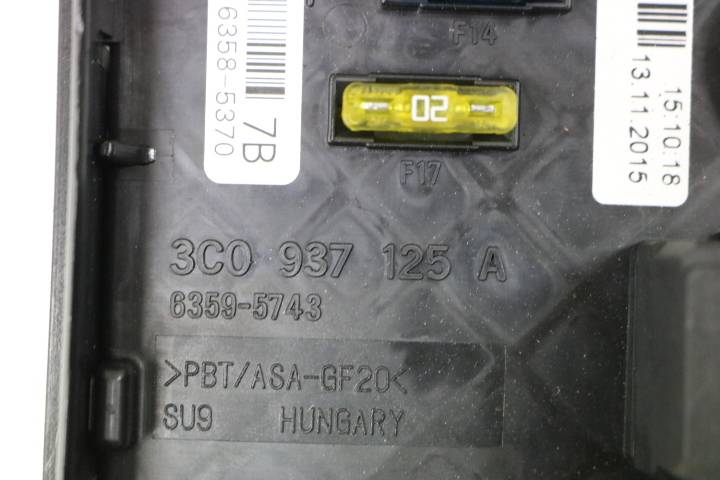 F14
6358-5370
7B
20
F17
15:10:18
13.11.2015
3C0 937 125 A
6359-5743
>PBT/ASA-GF20<
SU9 HUNGARY